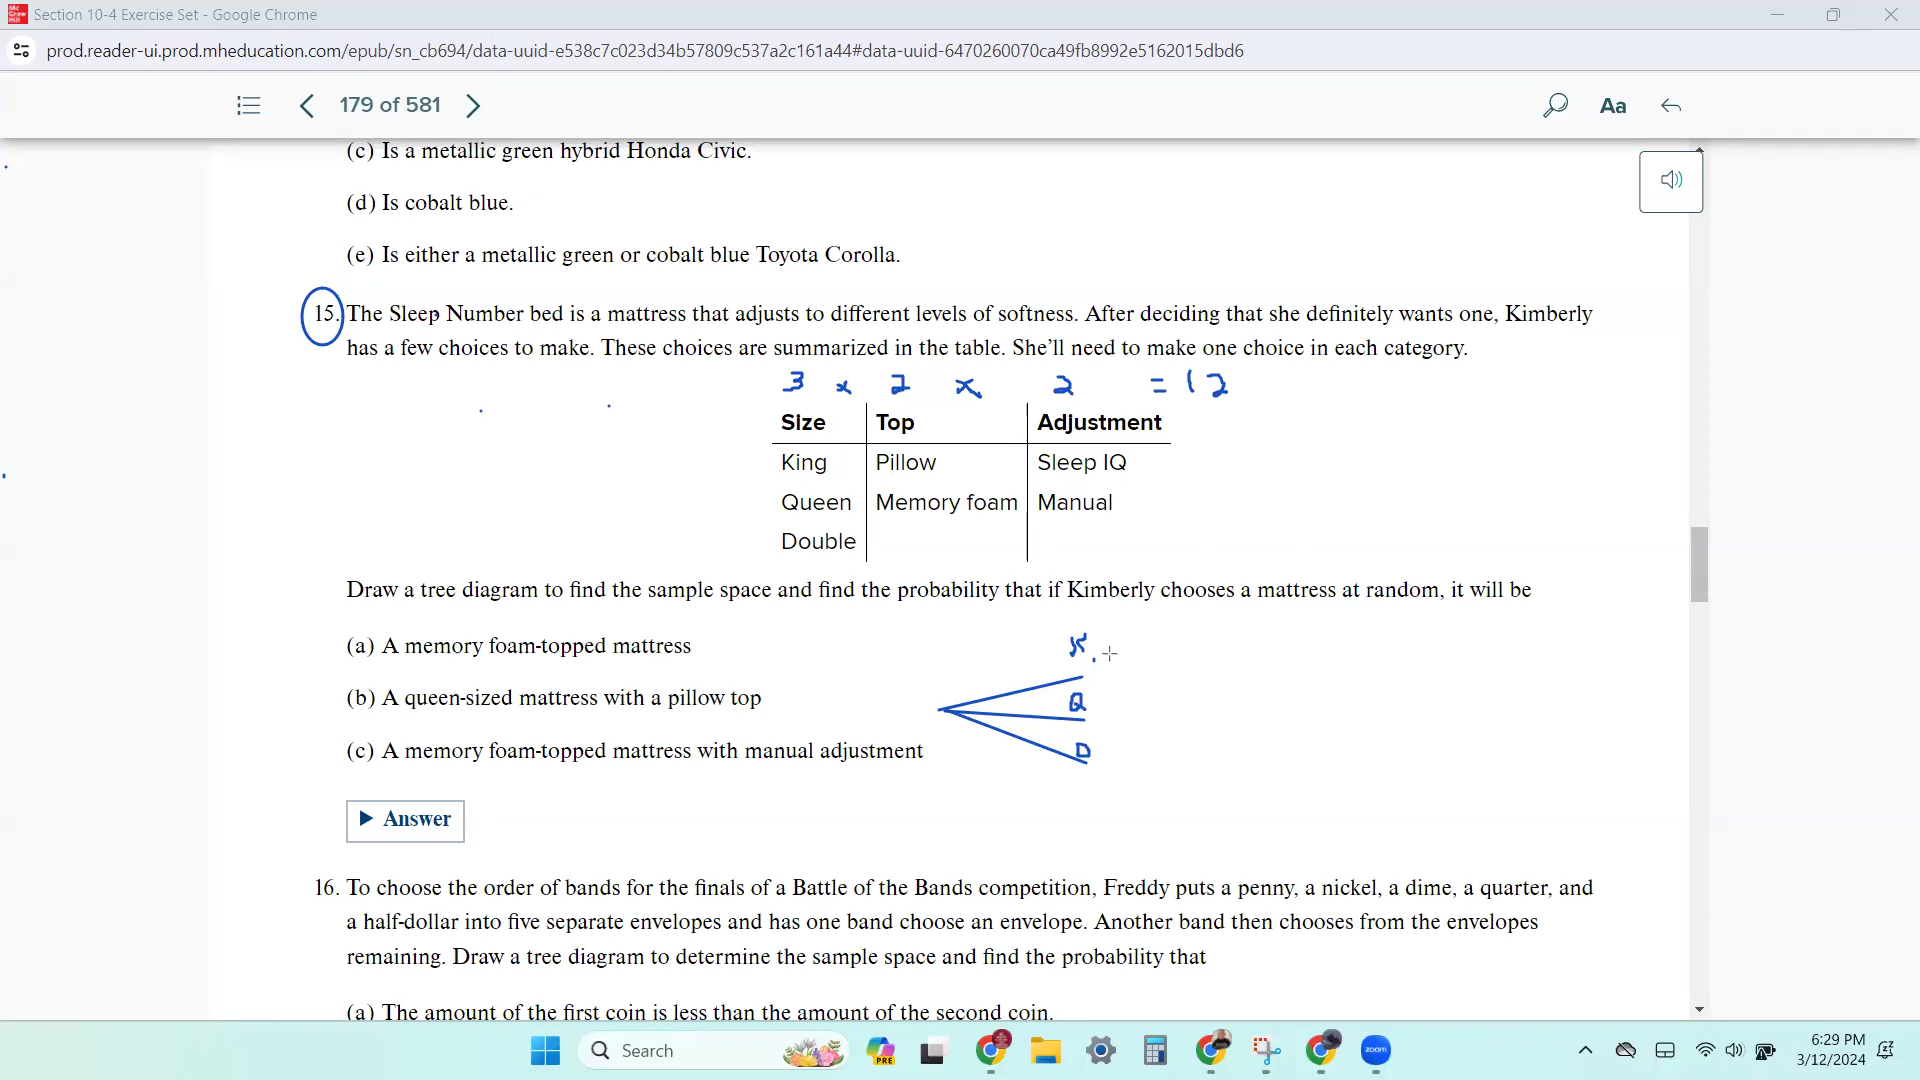 Section 10-4 Exercise Set - Google Chrome
prod.reader-ui.prod.mheducation.com/epub/sn_cb694/data-uuid-e538c7c023d34b57809c537a2c161a44#data-uuid-6470260070ca49fb8992e5162015dbd6
179 of 581
Aa
(c) Is a metallic green hybrid Honda Civic.
(d) Is cobalt blue.
(e) Is either a metallic green or cobalt blue Toyota Corolla.
15. The Sleep Number bed is a mattress that adjusts to different levels of softness. After deciding that she definitely wants one, Kimberly
has a few choices to make. These choices are summarized in the table. She'll need to make one choice in each category.
3 x 2 x 2 = 12
Size Top Adjustment
King Pillow Sleep IQ
Queen Memory foam Manual
Double
Draw a tree diagram to find the sample space and find the probability that if Kimberly chooses a mattress at random, it will be
(a) A memory foam-topped mattress
K
(b) A queen-sized mattress with a pillow top
Q
(c) A memory foam-topped mattress with manual adjustment
D
Answer
16. To choose the order of bands for the finals of a Battle of the Bands competition, Freddy puts a penny, a nickel, a dime, a quarter, and
a half-dollar into five separate envelopes and has one band choose an envelope. Another band then chooses from the envelopes
remaining. Draw a tree diagram to determine the sample space and find the probability that
(a) The amount of the first coin is less than the amount of the second coin.
Search
PRE
zoom
6:29 PM
3/12/2024